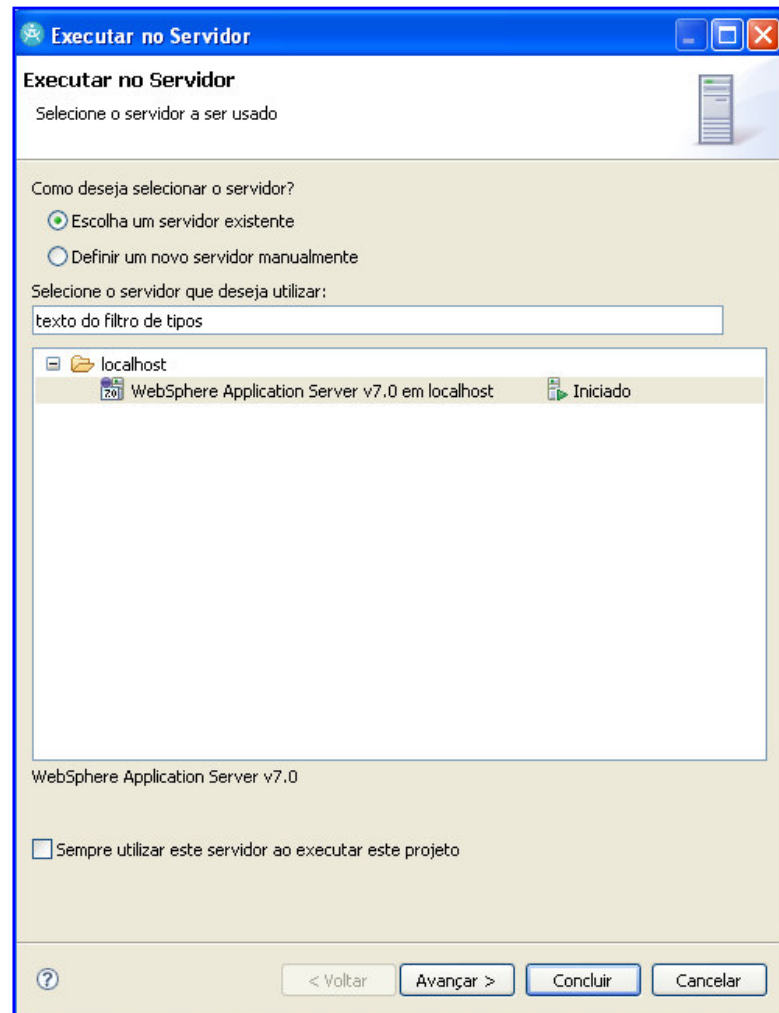 Executar no Servidor
Executar no Servidor
Selecione o servidor a ser usado
Como deseja selecionar o servidor?
Escolha um servidor existente
Definir um novo servidor manualmente
Selecione o servidor que deseja utilizar:
texto do filtro de tipos
localhost
7.0 WebSphere Application Server v7.0 em localhost Iniciado
WebSphere Application Server v7.0
Sempre utilizar este servidor ao executar este projeto
? < Voltar Avançar > Concluir Cancelar